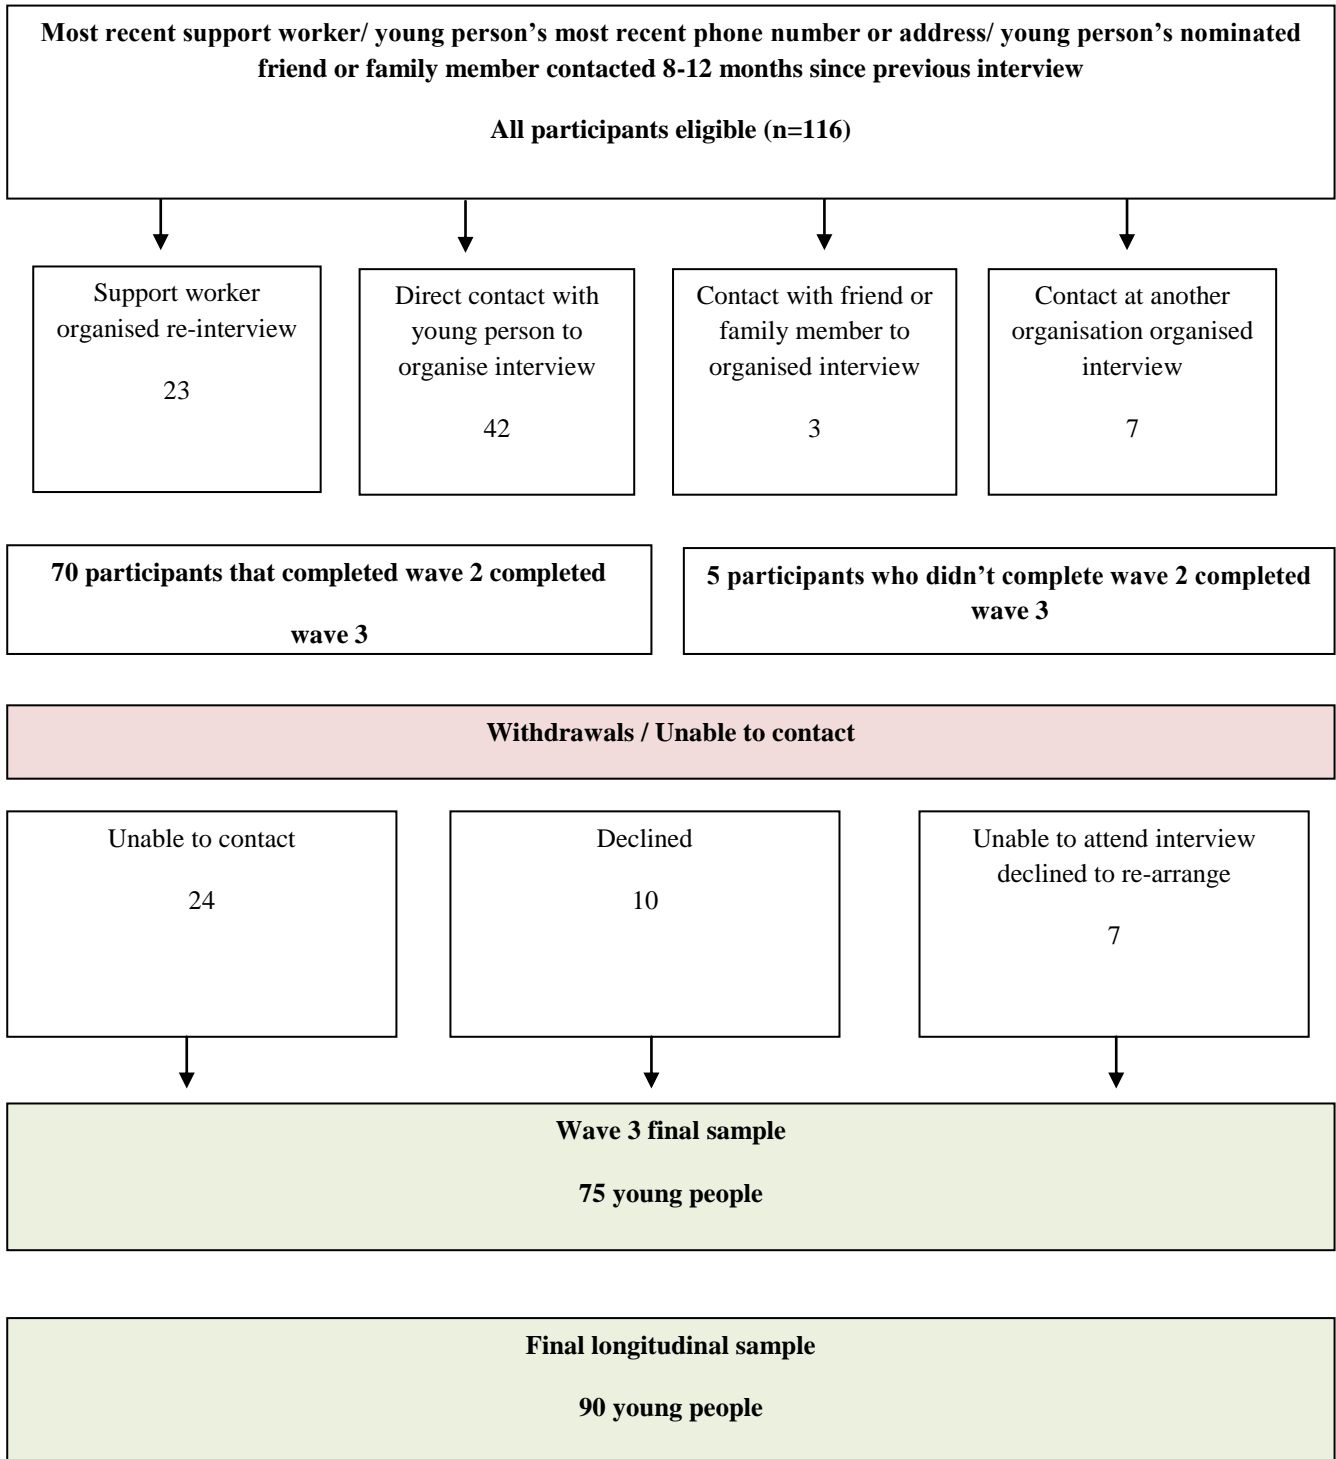 Most recent support worker/ young person’s most recent phone number or address/ young person’s nominated
friend or family member contacted 8-12 months since previous interview
All participants eligible (n=116)
Support worker
organised re-interview
23
Direct contact with
young person to
organise interview
42
Contact with friend or
family member to
organised interview
3
Contact at another
organisation organised
interview
7
70 participants that completed wave 2 completed
wave 3
5 participants who didn’t complete wave 2 completed
wave 3
Withdrawals / Unable to contact
Unable to contact
24
Declined
10
Unable to attend interview
declined to re-arrange
7
Wave 3 final sample
75 young people
Final longitudinal sample
90 young people